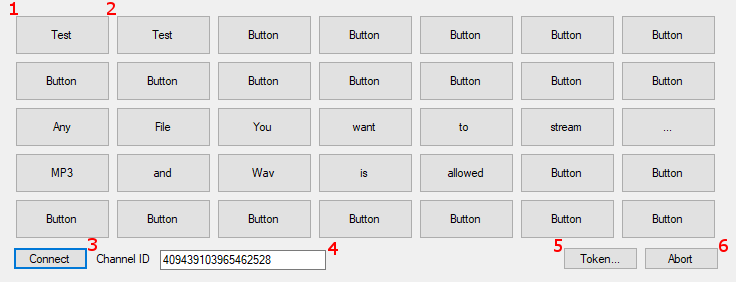 1 2
Test Test Button Button Button Button Button
Button Button Button Button Button Button Button
Any File You want to stream ...
MP3 and Wav is allowed Button Button
Button Button Button Button Button Button Button
3 4 5 6
Connect Channel ID 409439103965462528 Token... Abort